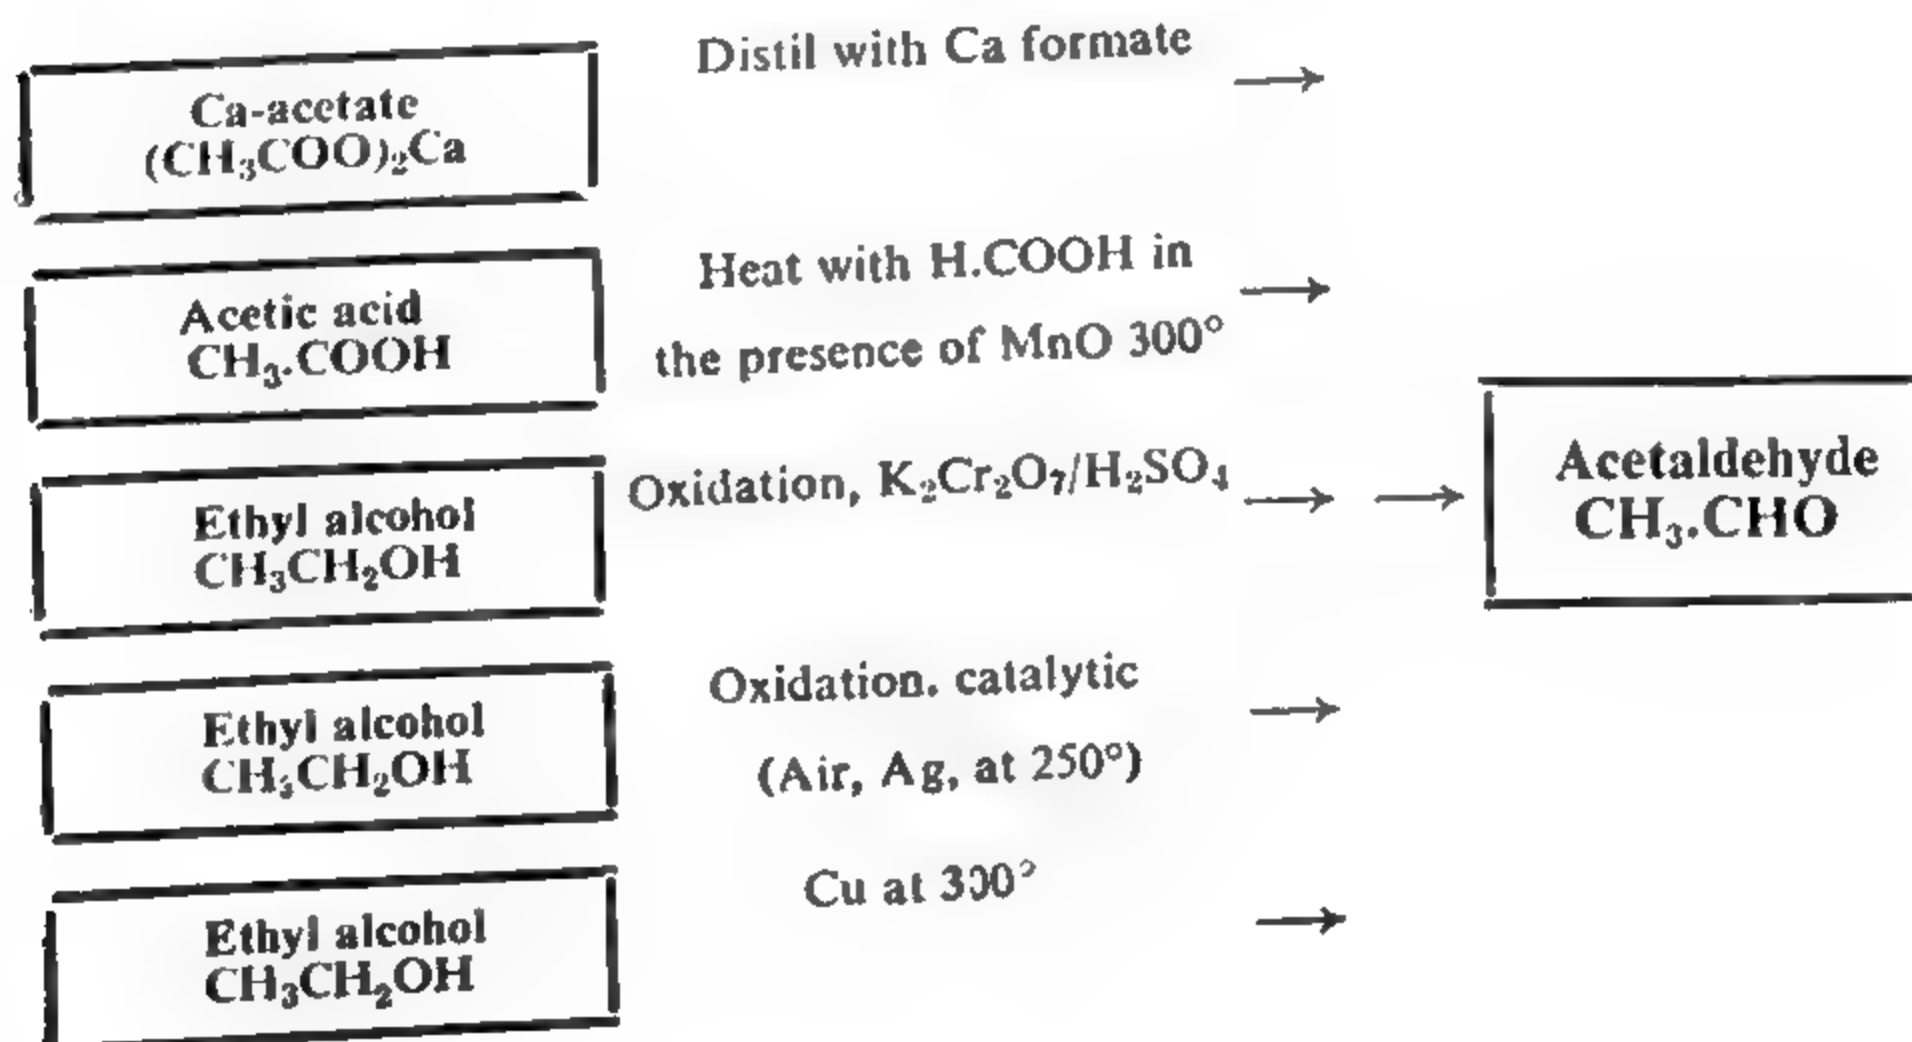 Distil with Ca formate →
Ca-acetate
(CH₃COO)₂Ca
Heat with H.COOH in →
Acetic acid
CH₃.COOH
the presence of MnO 300°
Oxidation, K₂Cr₂O₇/H₂SO₄ → →
Ethyl alcohol
CH₃CH₂OH
Acetaldehyde
CH₃.CHO
Oxidation. catalytic →
Ethyl alcohol
CH₃CH₂OH
(Air, Ag, at 250°)
Cu at 300° →
Ethyl alcohol
CH₃CH₂OH